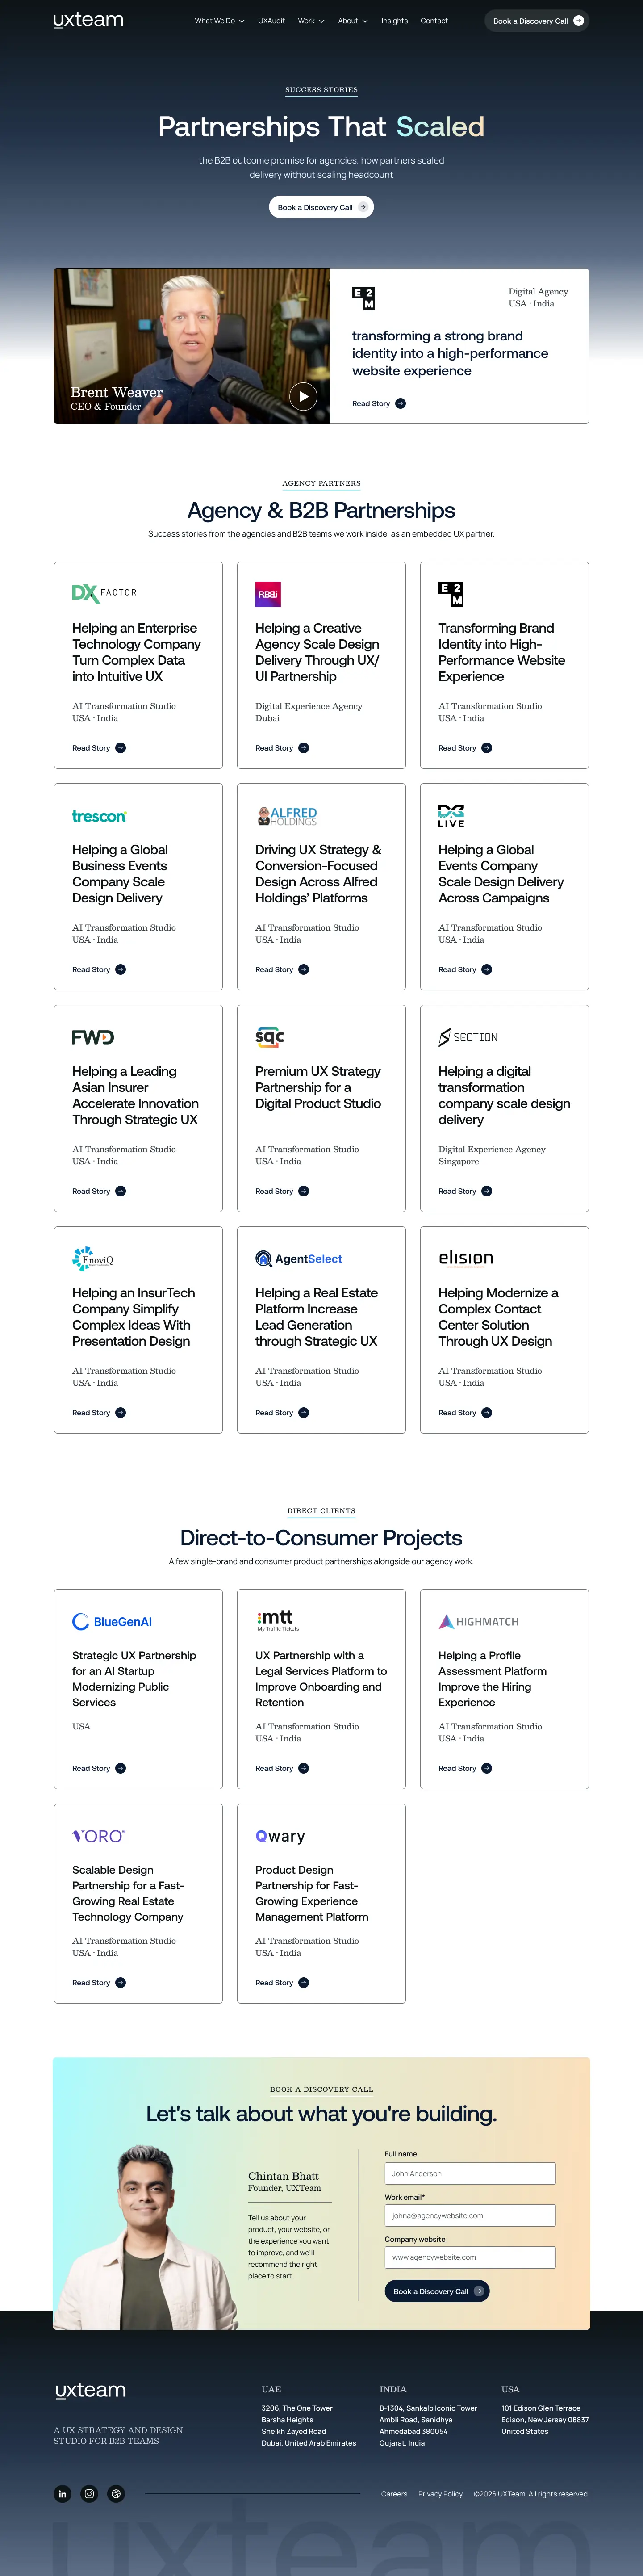 uxteam
What We Do
UXAudit
Work
About
Insights
Contact
Book a Discovery Call
SUCCESS STORIES
Partnerships That Scaled
the B2B outcome promise for agencies, how partners scaled
delivery without scaling headcount
Book a Discovery Call
Brent Weaver
CEO & Founder
E2M
Digital Agency
USA · India
transforming a strong brand
identity into a high-performance
website experience
Read Story
AGENCY PARTNERS
Agency & B2B Partnerships
Success stories from the agencies and B2B teams we work inside, as an embedded UX partner.
DX FACTOR
Helping an Enterprise
Technology Company
Turn Complex Data
into Intuitive UX
AI Transformation Studio
USA · India
Read Story
RBBi
Helping a Creative
Agency Scale Design
Delivery Through UX/
UI Partnership
Digital Experience Agency
Dubai
Read Story
E2M
Transforming Brand
Identity into High-
Performance Website
Experience
AI Transformation Studio
USA · India
Read Story
trescon
Helping a Global
Business Events
Company Scale
Design Delivery
AI Transformation Studio
USA · India
Read Story
ALFRED
HOLDINGS
Driving UX Strategy &
Conversion-Focused
Design Across Alfred
Holdings’ Platforms
AI Transformation Studio
USA · India
Read Story
LIVE
Helping a Global
Events Company
Scale Design Delivery
Across Campaigns
AI Transformation Studio
USA · India
Read Story
FWD
Helping a Leading
Asian Insurer
Accelerate Innovation
Through Strategic UX
AI Transformation Studio
USA · India
Read Story
sqc
Premium UX Strategy
Partnership for a
Digital Product Studio
AI Transformation Studio
USA · India
Read Story
SECTION
Helping a digital
transformation
company scale design
delivery
Digital Experience Agency
Singapore
Read Story
EnoviQ
Helping an InsurTech
Company Simplify
Complex Ideas With
Presentation Design
AI Transformation Studio
USA · India
Read Story
AgentSelect
Helping a Real Estate
Platform Increase
Lead Generation
through Strategic UX
AI Transformation Studio
USA · India
Read Story
elision
Helping Modernize a
Complex Contact
Center Solution
Through UX Design
AI Transformation Studio
USA · India
Read Story
DIRECT CLIENTS
Direct-to-Consumer Projects
A few single-brand and consumer product partnerships alongside our agency work.
BlueGenAI
Strategic UX Partnership
for an AI Startup
Modernizing Public
Services
USA
Read Story
mtt
My Traffic Tickets
UX Partnership with a
Legal Services Platform to
Improve Onboarding and
Retention
AI Transformation Studio
USA · India
Read Story
HIGHMATCH
Helping a Profile
Assessment Platform
Improve the Hiring
Experience
AI Transformation Studio
USA · India
Read Story
VORO
Scalable Design
Partnership for a Fast-
Growing Real Estate
Technology Company
AI Transformation Studio
USA · India
Read Story
Qwary
Product Design
Partnership for Fast-
Growing Experience
Management Platform
AI Transformation Studio
USA · India
Read Story
BOOK A DISCOVERY CALL
Let's talk about what you're building.
Chintan Bhatt
Founder, UXTeam
Tell us about your
product, your website, or
the experience you want
to improve, and we'll
recommend the right
place to start.
Full name
John Anderson
Work email*
johna@agencywebsite.com
Company website
www.agencywebsite.com
Book a Discovery Call
uxteam
A UX STRATEGY AND DESIGN
STUDIO FOR B2B TEAMS
UAE
3206, The One Tower
Barsha Heights
Sheikh Zayed Road
Dubai, United Arab Emirates
INDIA
B-1304, Sankalp Iconic Tower
Ambli Road, Sanidhya
Ahmedabad 380054
Gujarat, India
USA
101 Edison Glen Terrace
Edison, New Jersey 08837
United States
in
Careers
Privacy Policy
©2026 UXTeam. All rights reserved
uxteam